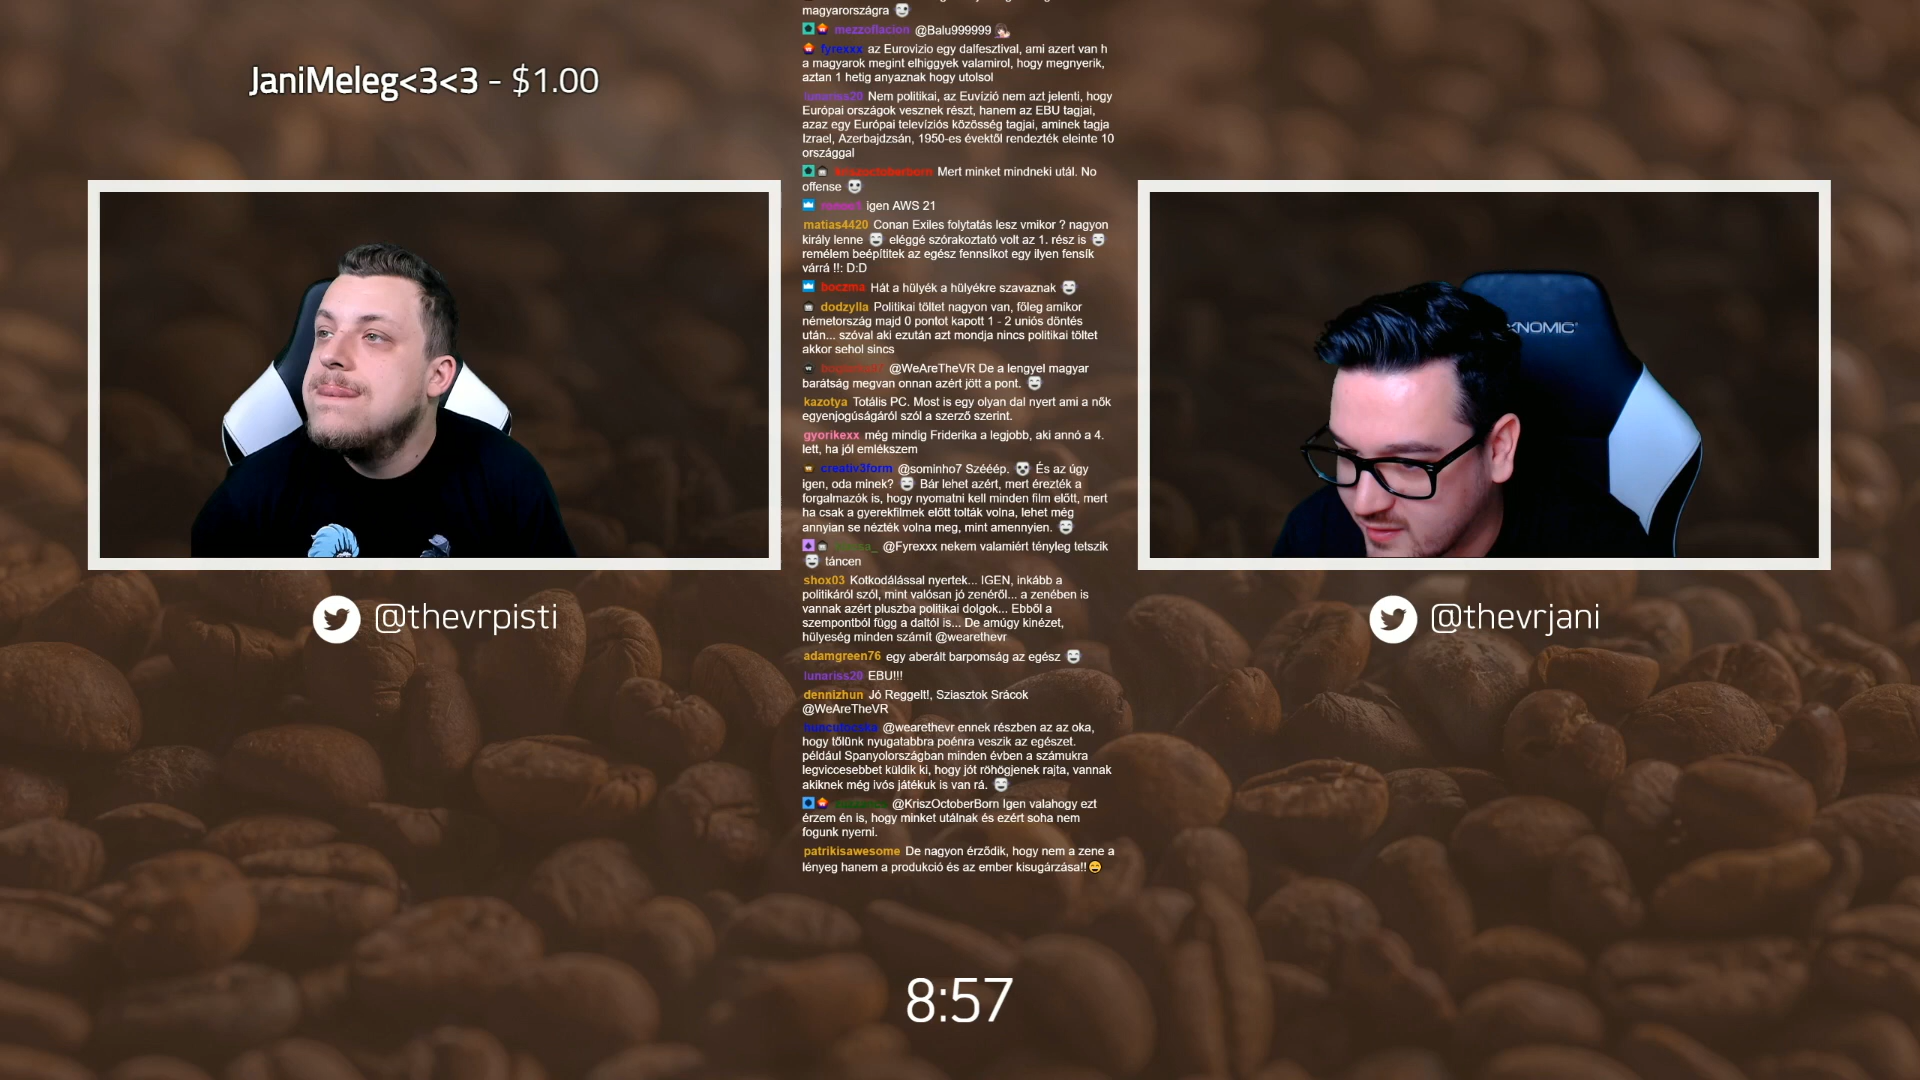 JaniMeleg<3<3 - $1.00
magyarországra
mezzoflacion @Balu999999
fyrexxx az Eurovizio egy dalfesztival, ami azert van h
a magyarok megint elhiggyek valamirol, hogy megnyerik,
aztan 1 hetig anyaznak hogy utolsol
lunariss20 Nem politikai, az Euvízió nem azt jelenti, hogy
Európai országok vesznek részt, hanem az EBU tagjai,
azaz egy Európai televíziós közösség tagjai, aminek tagja
Izrael, Azerbajdzsán, 1950-es évektől rendezték eleinte 10
országgal
kriszoctoberborn Mert minket mindneki utál. No
offense
igen AWS 21
matias4420 Conan Exiles folytatás lesz vmikor ? nagyon
király lenne eléggé szórakoztató volt az 1. rész is
remélem beépítitek az egész fennsíkot egy ilyen fensík
várrá !!: D:D
boczma Hát a hülyék a hülyékre szavaznak
dodzylla Politikai töltet nagyon van, főleg amikor
németország majd 0 pontot kapott 1 - 2 uniós döntés
után... szóval aki ezután azt mondja nincs politikai töltet
akkor sehol sincs
@WeAreTheVR De a lengyel magyar
barátság megvan onnan azért jött a pont.
kazotya Totális PC. Most is egy olyan dal nyert ami a nők
egyenjogúságáról szól a szerző szerint.
gyorikexx még mindig Friderika a legjobb, aki annó a 4.
lett, ha jól emlékszem
creativ3form @sominho7 Szééép. És az úgy
igen, oda minek? Bár lehet azért, mert érezték a
forgalmazók is, hogy nyomatni kell minden film előtt, mert
ha csak a gyerekfilmek előtt tolták volna, lehet még
annyian se nézték volna meg, mint amennyien.
@Fyrexxx nekem valamiért tényleg tetszik
táncen
shox03 Kotkodálással nyertek... IGEN, inkább a
politikáról szól, mint valósan jó zenéről... a zenében is
vannak azért pluszba politikai dolgok... Ebből a
szempontból függ a daltól is... De amúgy kinézet,
hülyeség minden számít @wearethevr
adamgreen76 egy aberált barpomság az egész
lunariss20 EBU!!!
dennizhun Jó Reggelt!, Sziasztok Srácok
@WeAreTheVR
@wearethevr ennek részben az az oka,
hogy tőlünk nyugatabbra poénra veszik az egészet.
például Spanyolországban minden évben a számukra
legviccesebbet küldik ki, hogy jót röhögjenek rajta, vannak
akiknek még ivós játékuk is van rá.
@KriszOctoberBorn Igen valahogy ezt
érzem én is, hogy minket utálnak és ezért soha nem
fogunk nyerni.
patrikisawesome De nagyon érződik, hogy nem a zene a
lényeg hanem a produkció és az ember kisugárzása!!
XNOMIC
@thevrpisti
@thevrjani
8:57